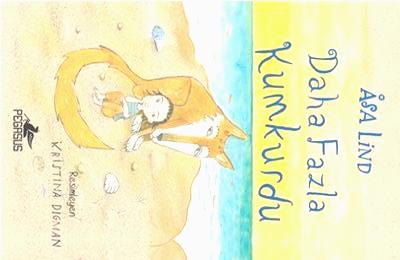 ÅSA LIND
Daha Fazla
Kumkurdu
Resimleyen
KRISTINA DIGMAN
PEGASUS